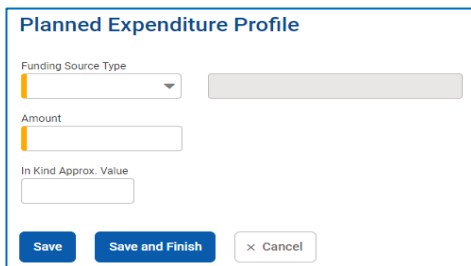 Planned Expenditure Profile
Funding Source Type
Amount
In Kind Approx. Value
Save
Save and Finish
× Cancel